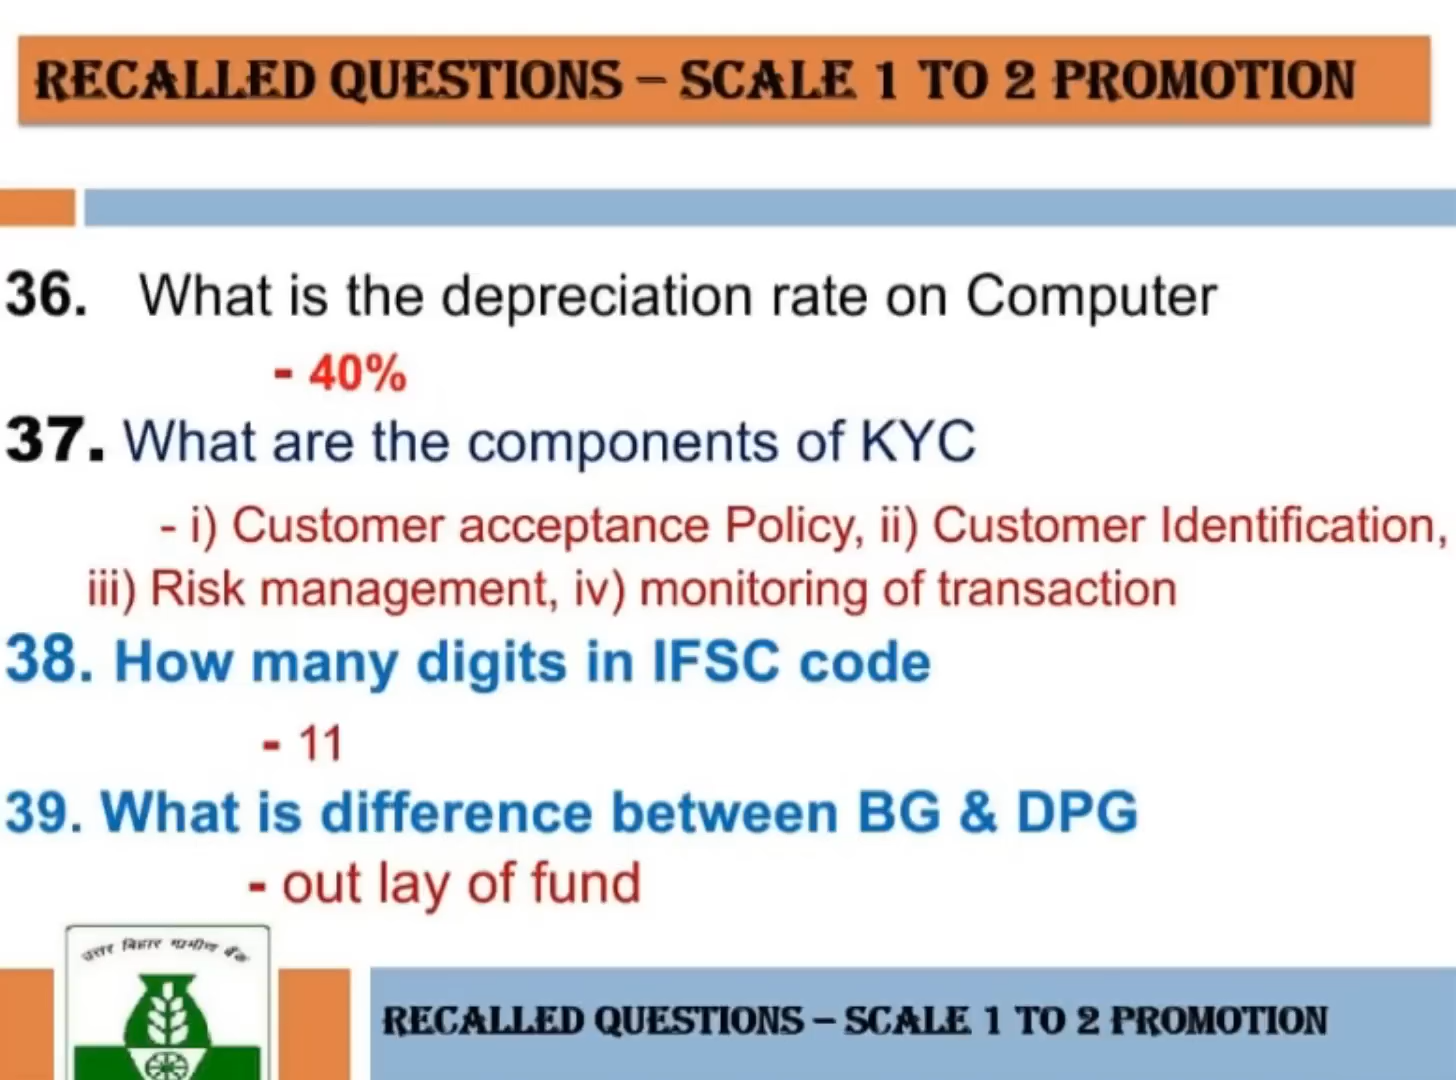 RECALLED QUESTIONS – SCALE 1 TO 2 PROMOTION
36. What is the depreciation rate on Computer
- 40%
37. What are the components of KYC
- i) Customer acceptance Policy, ii) Customer Identification,
iii) Risk management, iv) monitoring of transaction
38. How many digits in IFSC code
- 11
39. What is difference between BG & DPG
- out lay of fund
उत्तर बिहार ग्रामीण बैंक
RECALLED QUESTIONS – SCALE 1 TO 2 PROMOTION